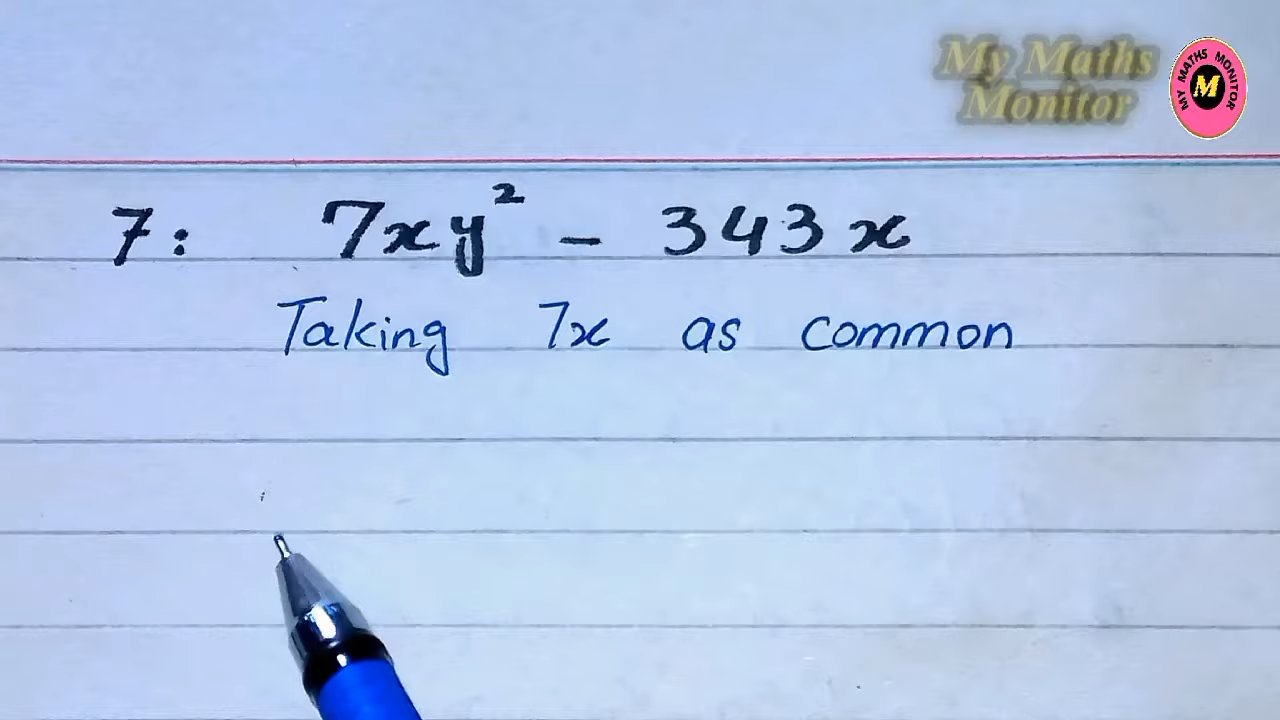 My Maths
Monitor
MY MATHS MONITOR
M
7: 7xy² - 343x
Taking 7x as common